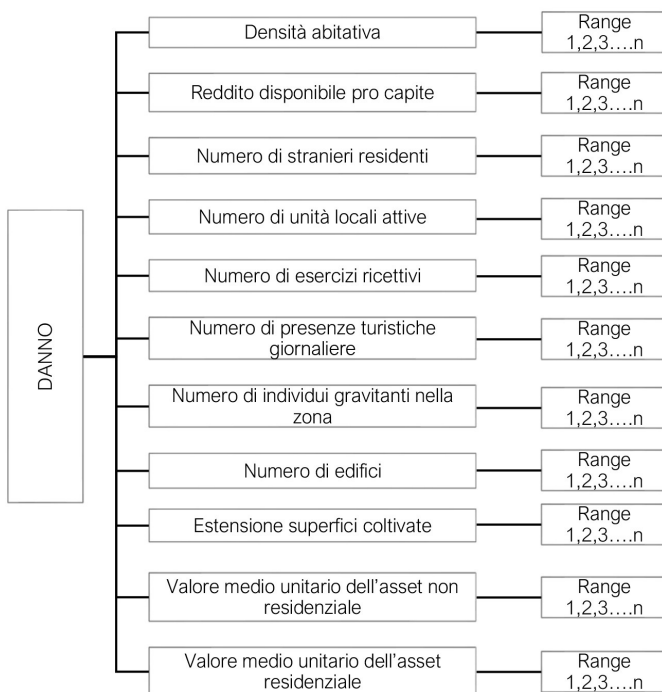 Densità abitativa
Range
1,2,3....n
Reddito disponibile pro capite
Range
1,2,3....n
Numero di stranieri residenti
Range
1,2,3....n
Numero di unità locali attive
Range
1,2,3....n
Numero di esercizi ricettivi
Range
1,2,3....n
DANNO
Numero di presenze turistiche
giornaliere
Range
1,2,3....n
Numero di individui gravitanti nella
zona
Range
1,2,3....n
Numero di edifici
Range
1,2,3....n
Estensione superfici coltivate
Range
1,2,3....n
Valore medio unitario dell'asset non
residenziale
Range
1,2,3....n
Valore medio unitario dell'asset
residenziale
Range
1,2,3....n